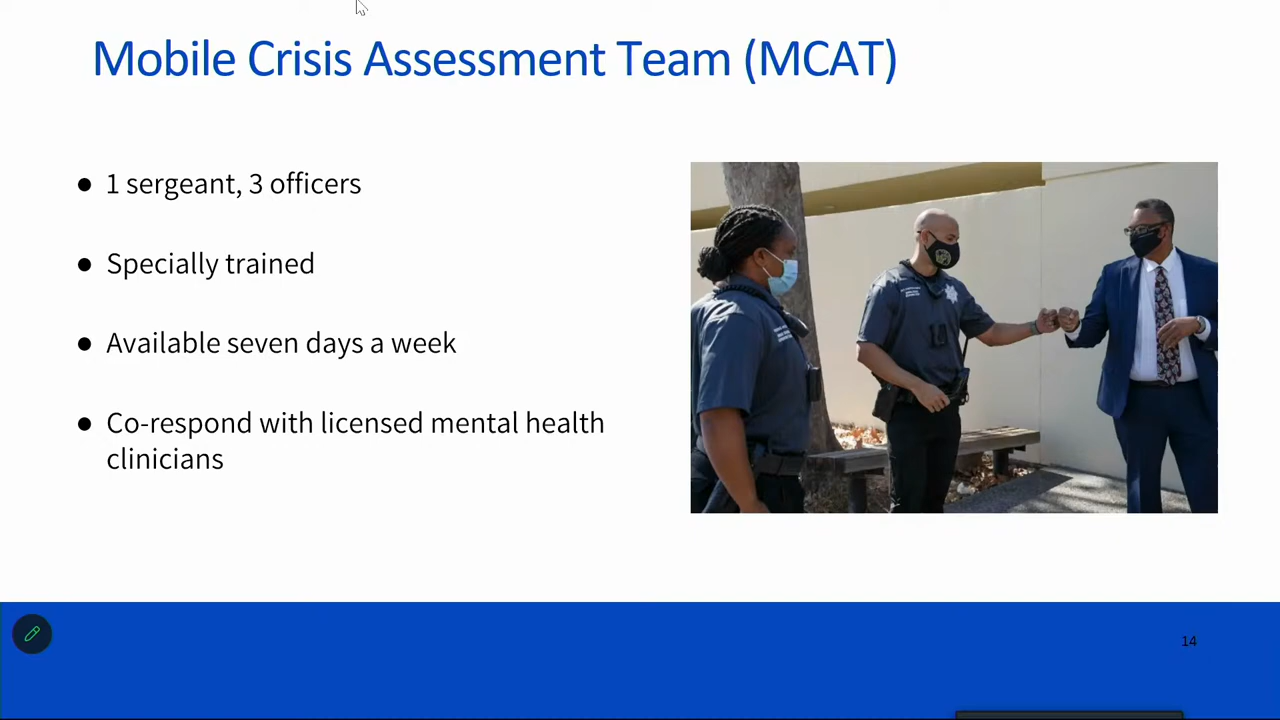 Mobile Crisis Assessment Team (MCAT)
● 1 sergeant, 3 officers
● Specially trained
● Available seven days a week
● Co-respond with licensed mental health
clinicians
14